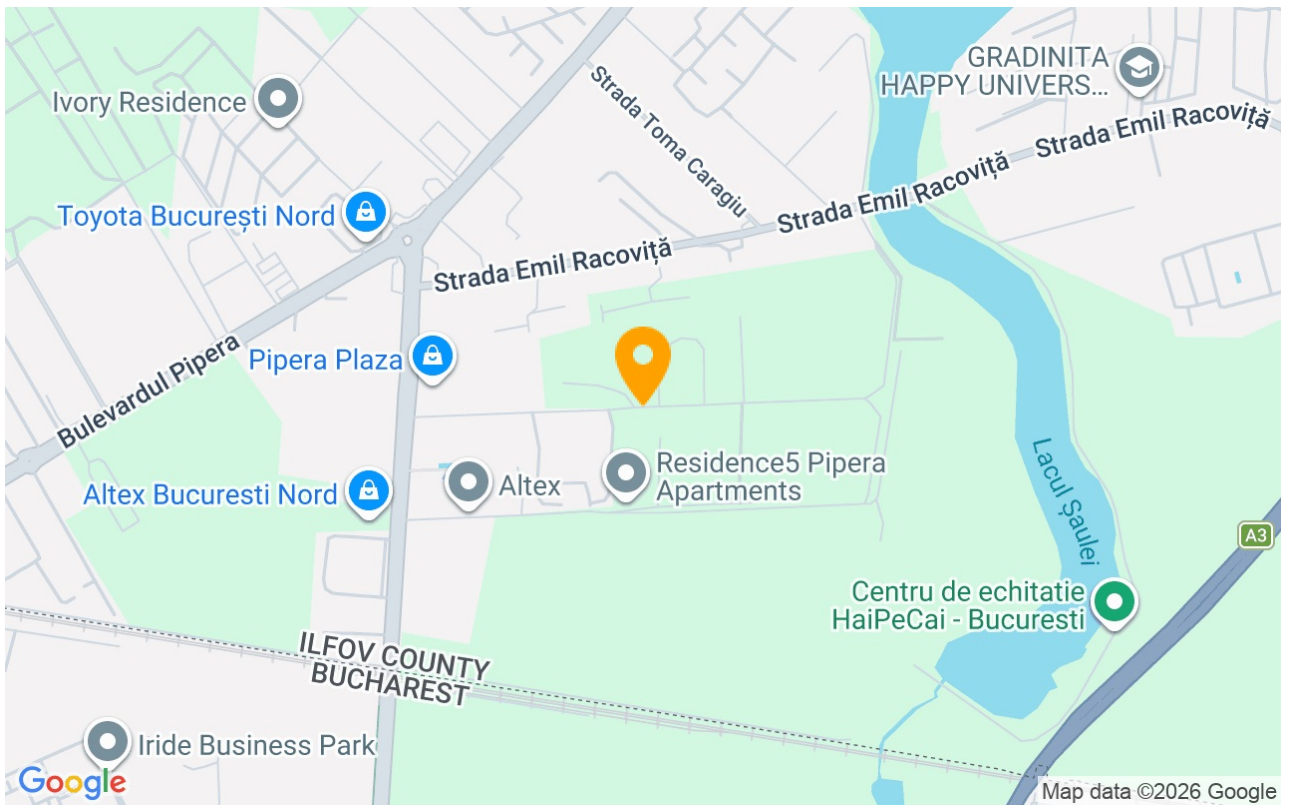 GRADINITA
HAPPY UNIVERS...
Ivory Residence
Strada Toma Caragiu
Strada Emil Racoviță
Strada Emil Racoviță
Toyota București Nord
Strada Emil Racoviță
Pipera Plaza
Bulevardul Pipera
Residence5 Pipera
Apartments
Altex
Altex Bucuresti Nord
Lacul Șaulei
A3
Centru de echitatie
HaiPeCai - Bucuresti
ILFOV COUNTY
BUCHAREST
Iride Business Park
Google
Map data ©2026 Google